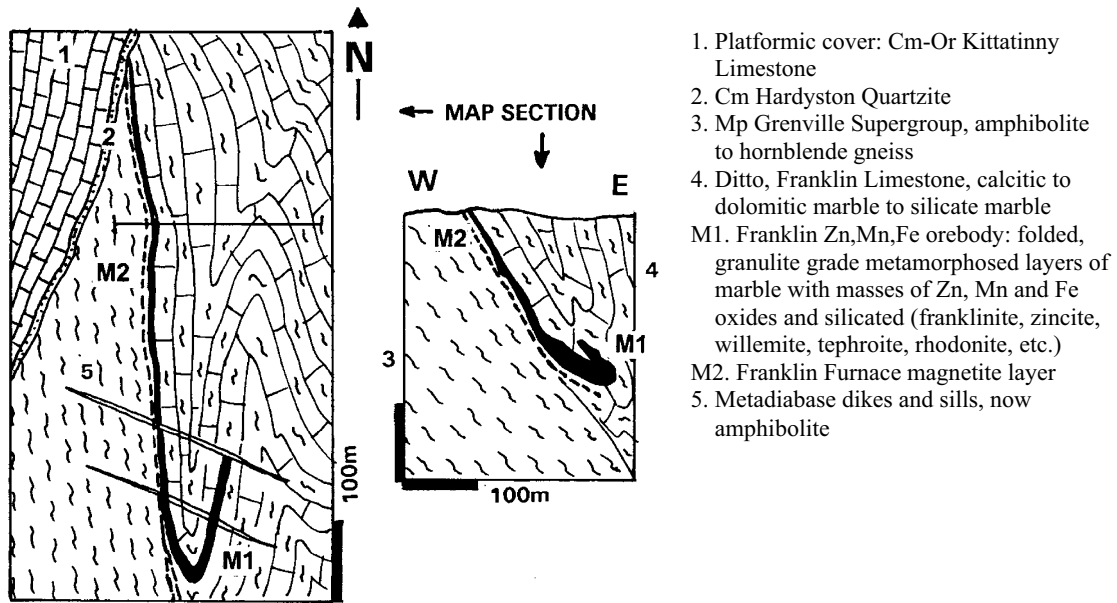 1
2
M2
5
M1
100m
N
MAP SECTION
W E
M2
4
M1
3
100m
1. Platformic cover: Cm-Or Kittatinny
Limestone
2. Cm Hardyston Quartzite
3. Mp Grenville Supergroup, amphibolite
to hornblende gneiss
4. Ditto, Franklin Limestone, calcitic to
dolomitic marble to silicate marble
M1. Franklin Zn,Mn,Fe orebody: folded,
granulite grade metamorphosed layers of
marble with masses of Zn, Mn and Fe
oxides and silicated (franklinite, zincite,
willemite, tephroite, rhodonite, etc.)
M2. Franklin Furnace magnetite layer
5. Metadiabase dikes and sills, now
amphibolite